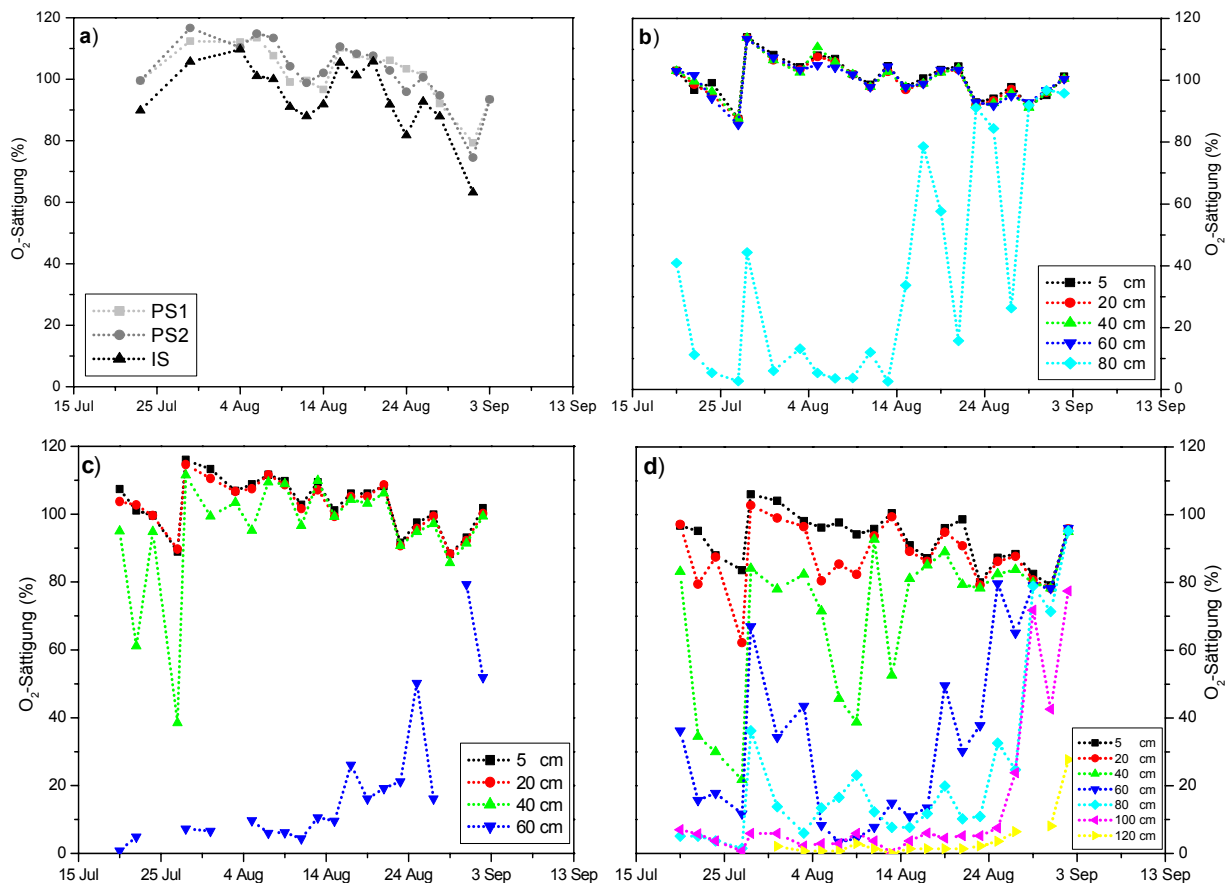 a)
120
100
80
60
40
20
0
O₂-Sättigung (%)
PS1
PS2
IS
15 Jul 25 Jul 4 Aug 14 Aug 24 Aug 3 Sep 13 Sep
b)
120
100
80
60
40
20
0
O₂-Sättigung (%)
5 cm
20 cm
40 cm
60 cm
80 cm
15 Jul 25 Jul 4 Aug 14 Aug 24 Aug 3 Sep 13 Sep
c)
120
100
80
60
40
20
0
O₂-Sättigung (%)
5 cm
20 cm
40 cm
60 cm
15 Jul 25 Jul 4 Aug 14 Aug 24 Aug 3 Sep 13 Sep
d)
120
100
80
60
40
20
0
O₂-Sättigung (%)
5 cm
20 cm
40 cm
60 cm
80 cm
100 cm
120 cm
15 Jul 25 Jul 4 Aug 14 Aug 24 Aug 3 Sep 13 Sep